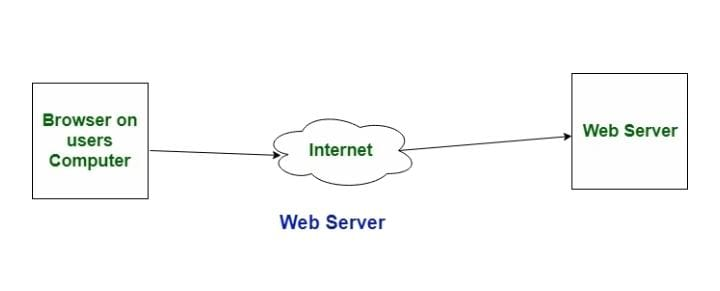 Browser on
users
Computer
Internet
Web Server
Web Server